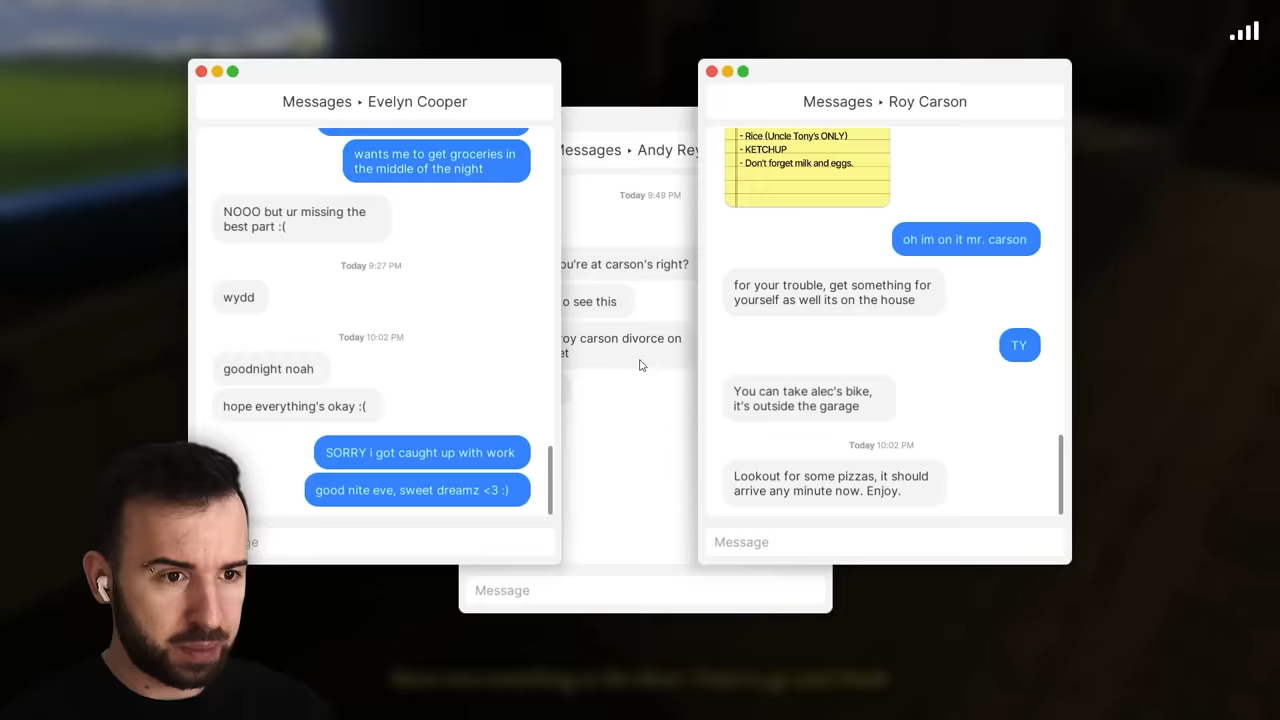 Messages ▸ Evelyn Cooper
wants me to get groceries in
the middle of the night
NOOO but ur missing the
best part :(
Today 9:27 PM
wydd
Today 10:02 PM
goodnight noah
hope everything's okay :(
SORRY i got caught up with work
good nite eve, sweet dreamz <3 :)
Messages ▸ Andy Rey
Today 9:49 PM
ou're at carson's right?
o see this
roy carson divorce on
et
Message
Messages ▸ Roy Carson
- Rice (Uncle Tony's ONLY)
- KETCHUP
- Don't forget milk and eggs.
oh im on it mr. carson
for your trouble, get something for
yourself as well its on the house
TY
You can take alec's bike,
it's outside the garage
Today 10:02 PM
Lookout for some pizzas, it should
arrive any minute now. Enjoy.
Message